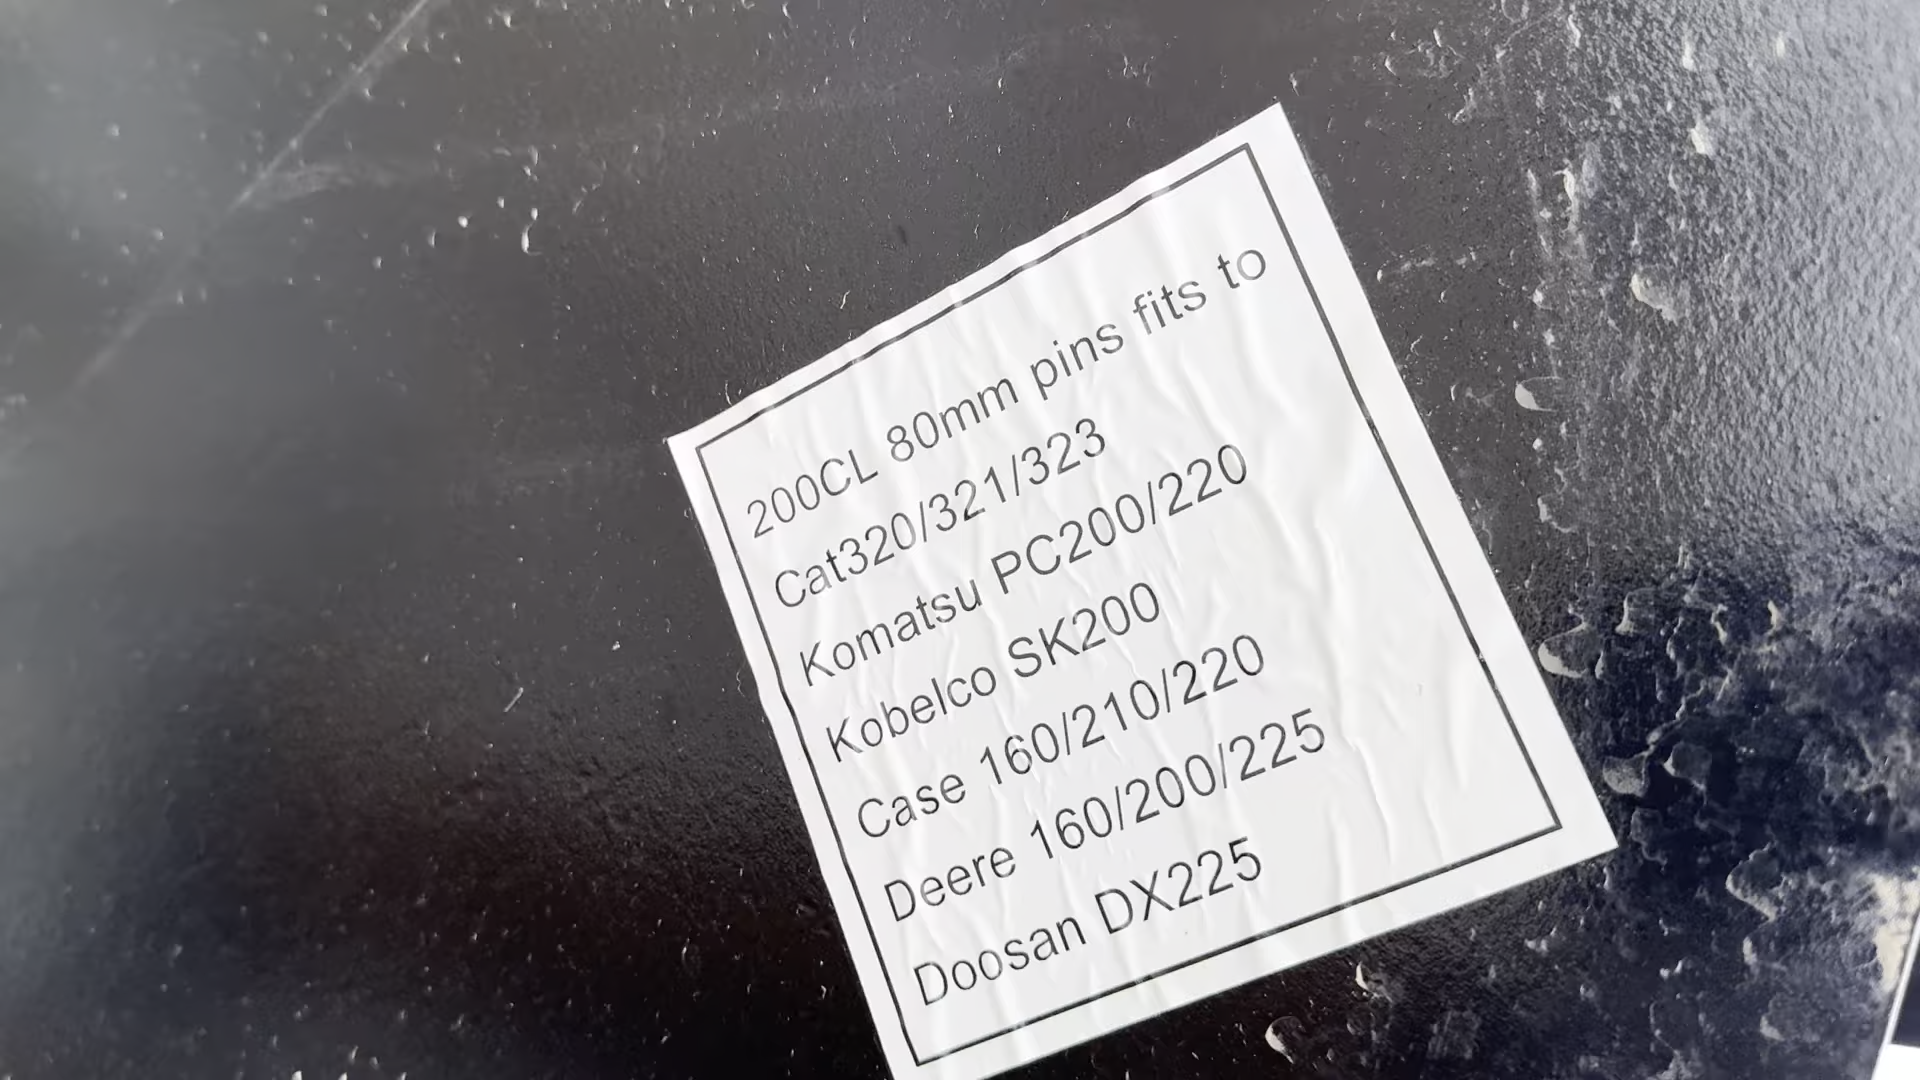 200CL 80mm pins fits to
Cat320/321/323
Komatsu PC200/220
Kobelco SK200
Case 160/210/220
Deere 160/200/225
Doosan DX225